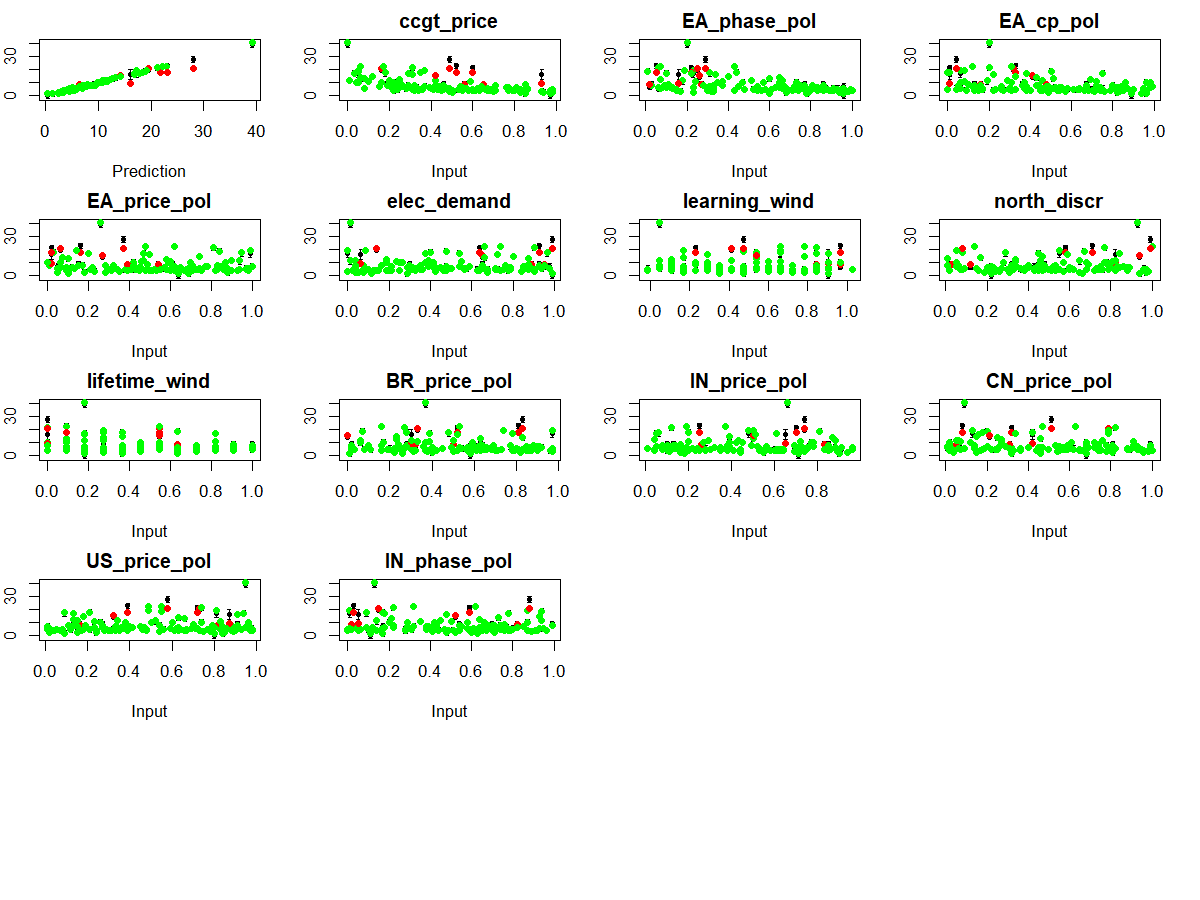 ccgt_price EA_phase_pol EA_cp_pol
0 30 0 30 0 30 0 30
0 10 20 30 40 0.0 0.2 0.4 0.6 0.8 1.0 0.0 0.2 0.4 0.6 0.8 1.0 0.0 0.2 0.4 0.6 0.8 1.0
Prediction Input Input Input
EA_price_pol elec_demand learning_wind north_discr
0 30 0 30 0 30 0 30
0.0 0.2 0.4 0.6 0.8 1.0 0.0 0.2 0.4 0.6 0.8 1.0 0.0 0.2 0.4 0.6 0.8 1.0 0.0 0.2 0.4 0.6 0.8 1.0
Input Input Input Input
lifetime_wind BR_price_pol IN_price_pol CN_price_pol
0 30 0 30 0 30 0 30
0.0 0.2 0.4 0.6 0.8 1.0 0.0 0.2 0.4 0.6 0.8 1.0 0.0 0.2 0.4 0.6 0.8 0.0 0.2 0.4 0.6 0.8 1.0
Input Input Input Input
US_price_pol IN_phase_pol
0 30 0 30
0.0 0.2 0.4 0.6 0.8 1.0 0.0 0.2 0.4 0.6 0.8 1.0
Input Input